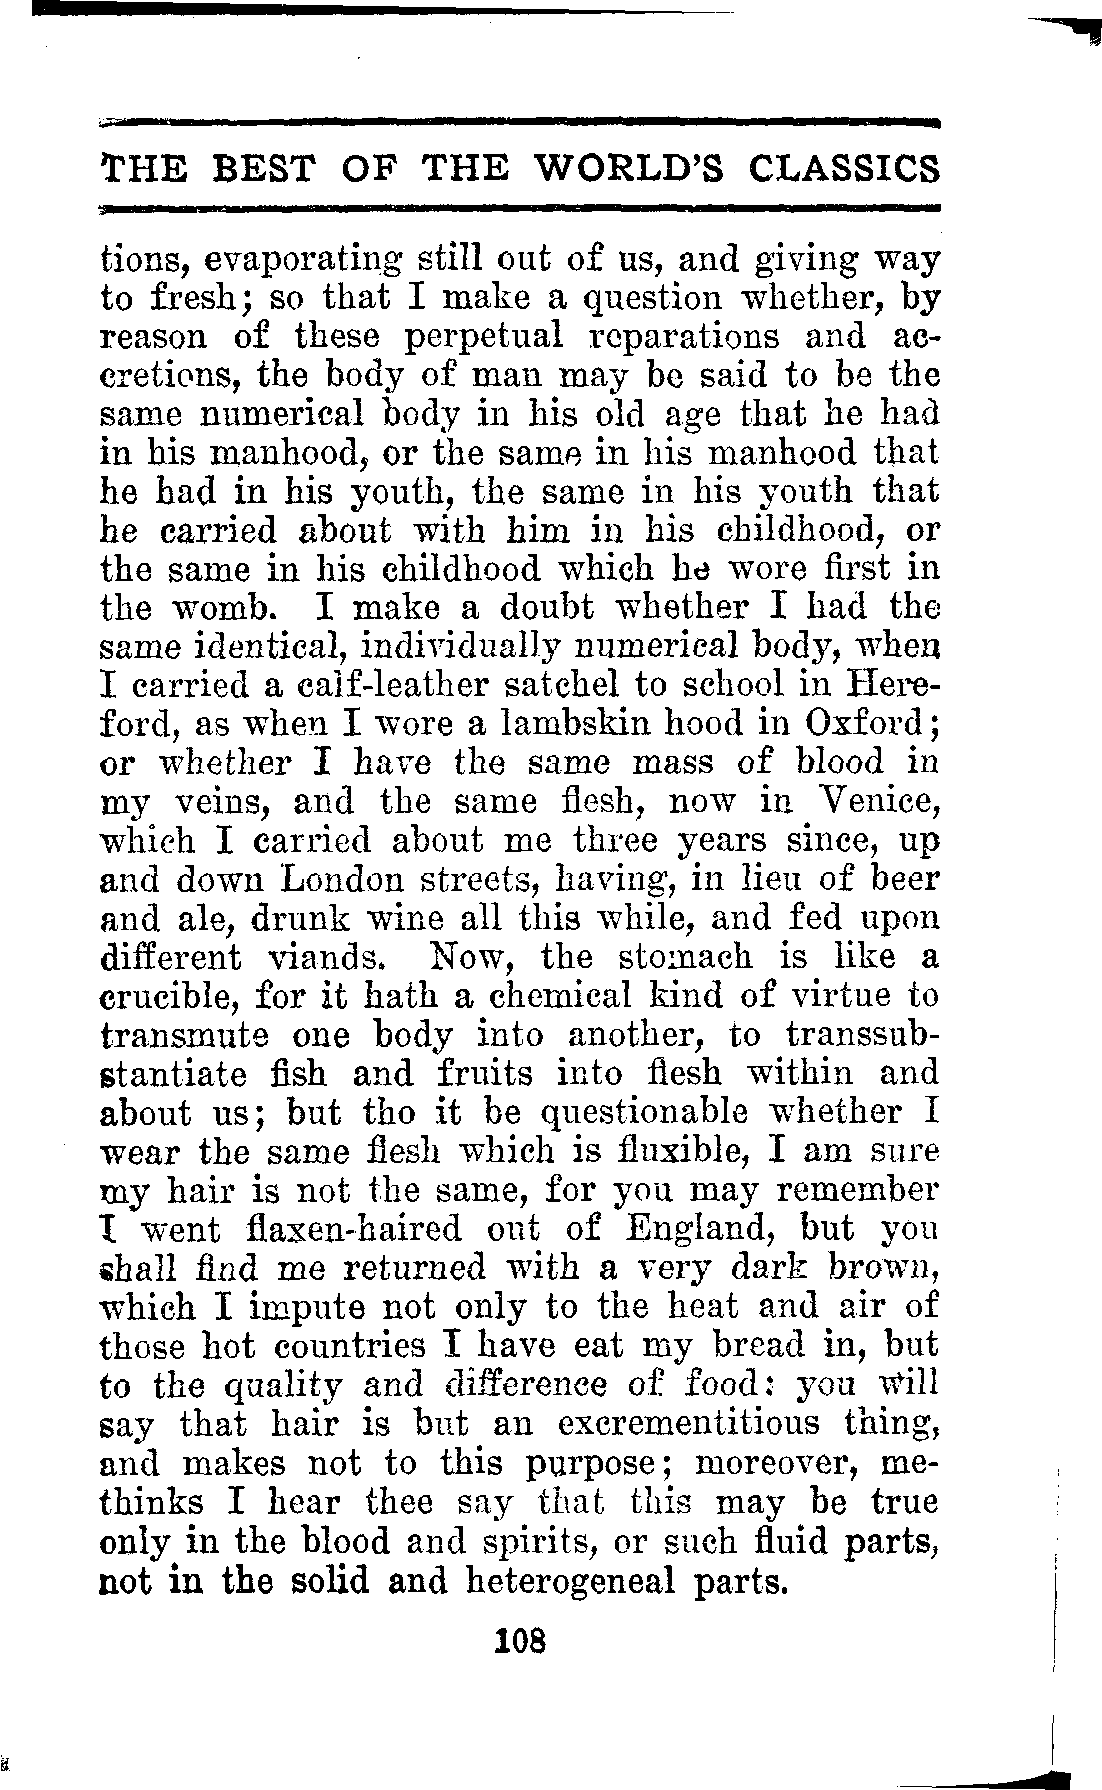 THE BEST OF THE WORLD'S CLASSICS
tions, evaporating still out of us, and giving way
to fresh; so that I make a question whether, by
reason of these perpetual reparations and ac-
cretions, the body of man may be said to be the
same numerical body in his old age that he had
in his manhood, or the same in his manhood that
he had in his youth, the same in his youth that
he carried about with him in his childhood, or
the same in his childhood which he wore first in
the womb. I make a doubt whether I had the
same identical, individually numerical body, when
I carried a calf-leather satchel to school in Here-
ford, as when I wore a lambskin hood in Oxford;
or whether I have the same mass of blood in
my veins, and the same flesh, now in Venice,
which I carried about me three years since, up
and down London streets, having, in lieu of beer
and ale, drunk wine all this while, and fed upon
different viands. Now, the stomach is like a
crucible, for it hath a chemical kind of virtue to
transmute one body into another, to transsub-
stantiate fish and fruits into flesh within and
about us; but tho it be questionable whether I
wear the same flesh which is fluxible, I am sure
my hair is not the same, for you may remember
I went flaxen-haired out of England, but you
shall find me returned with a very dark brown,
which I impute not only to the heat and air of
those hot countries I have eat my bread in, but
to the quality and difference of food: you will
say that hair is but an excrementitious thing,
and makes not to this purpose; moreover, me-
thinks I hear thee say that this may be true
only in the blood and spirits, or such fluid parts,
not in the solid and heterogeneal parts.
108